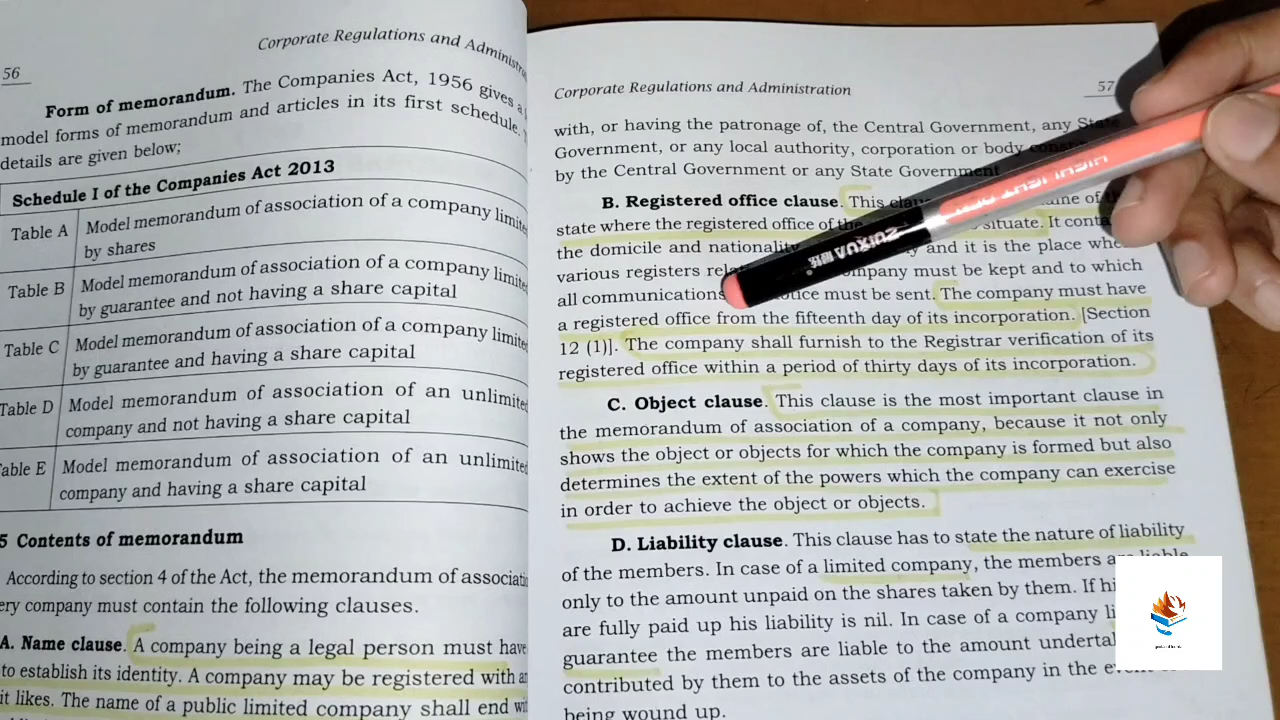 56
Corporate Regulations and
Form of memorandum. The Companies Act, 1956 gives a
model forms of memorandum and articles in its first schedule.
details are given below;
Schedule I of the Companies Act 2013
Table A Model memorandum of association of a company
by shares
Table B Model memorandum of association of a company
by guarantee and not having a share capital
Table C Model memorandum of association of a company
by guarantee and having a share capital
Table D Model memorandum of association of an
company and not having a share capital
Table E Model memorandum of association of an
company and having a share capital
5 Contents of memorandum
According to section 4 of the Act, the memorandum of
company must contain the following clauses.
A. Name clause. A company being a legal person must have
to establish its identity. A company may be registered with
it likes. The name of a public limited company shall end
Corporate Regulations and Administration 57
with, or having the patronage of, the Central Government, any State
Government, or any local authority, corporation or body
by the Central Government or any State Government
B. Registered office clause. This of
state where the registered office of the situate. It
the domicile and and it is the place
various registers must be kept and to which
all communications must be sent. The company must have
a registered office from the fifteenth day of its incorporation. [Section
12 (1)]. The company shall furnish to the Registrar verification of its
registered office within a period of thirty days of its incorporation.
C. Object clause. This clause is the most important clause in
the memorandum of association of a company, because it not only
shows the object or objects for which the company is formed but also
determines the extent of the powers which the company can exercise
in order to achieve the object or objects.
D. Liability clause. This clause has to state the nature of liability
of the members. In case of a limited company, the members are liable
only to the amount unpaid on the shares taken by them. If
are fully paid up his liability is nil. In case of a company
guarantee the members are liable to the amount
contributed by them to the assets of the company in the
being wound up.